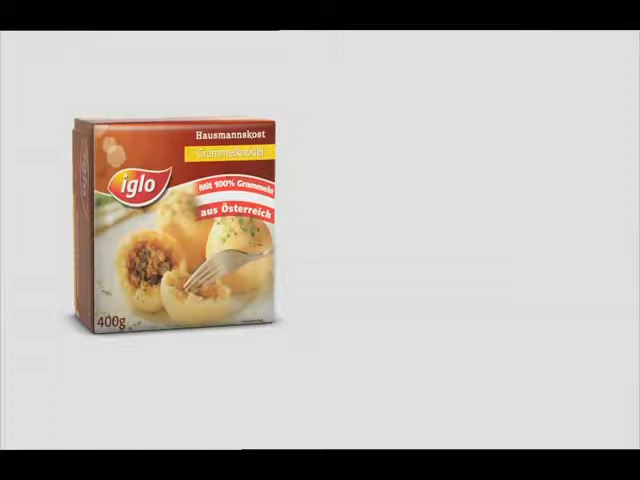 Hausmannskost
Grammelknödel
iglo
Mit 100% Grammeln
aus Österreich
400g